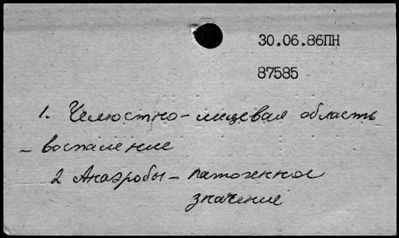 30.06.86ПН
87585
1. Челюстно-лицевая область
- воспаление
2 Анаэробы - патогенное
значение